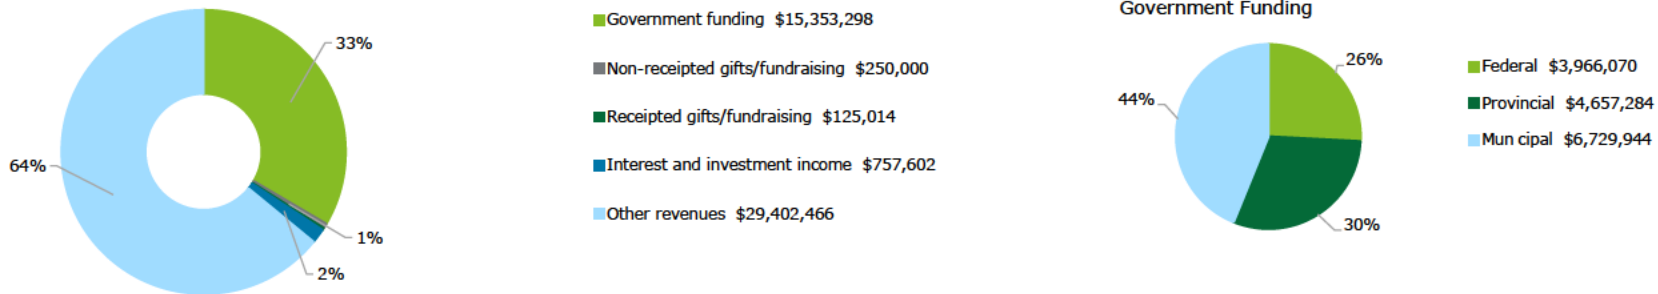 33%
64%
1%
2%
Government funding $15,353,298
Non-receipted gifts/fundraising $250,000
Receipted gifts/fundraising $125,014
Interest and investment income $757,602
Other revenues $29,402,466
Government Funding
26%
44%
30%
Federal $3,966,070
Provincial $4,657,284
Mun cipal $6,729,944